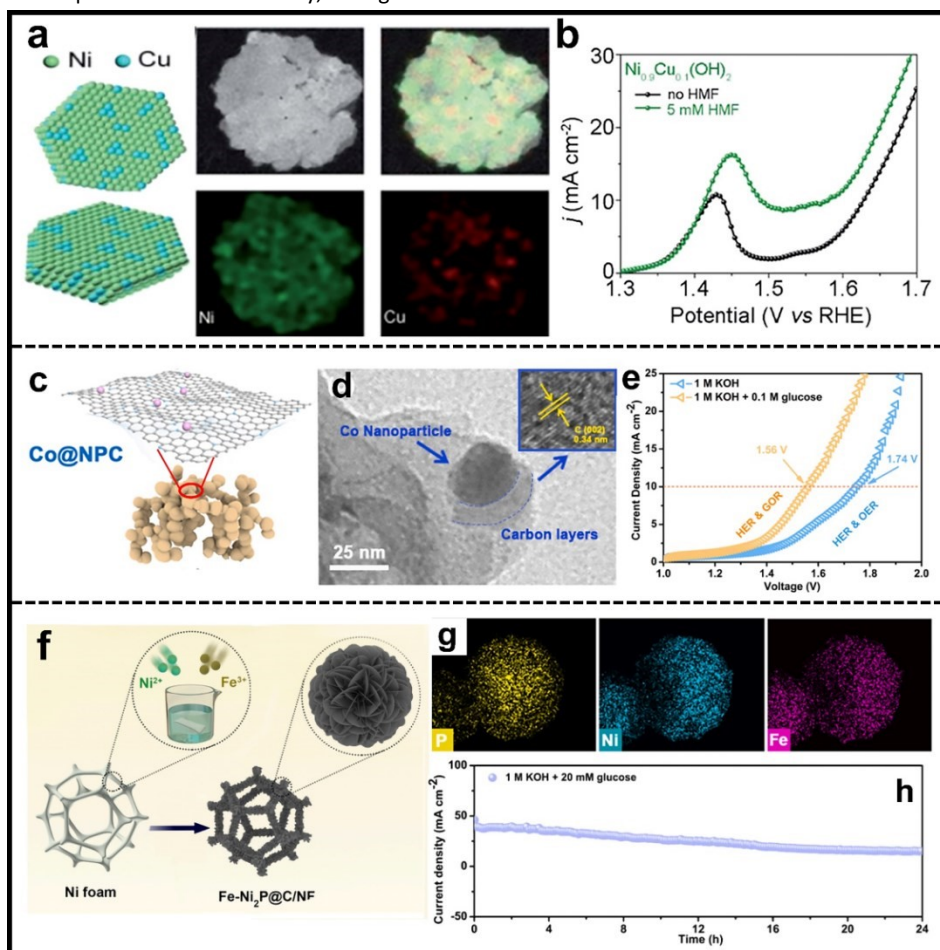 a
Ni Cu
Ni
Cu
b
Ni0.9Cu0.1(OH)2
no HMF
5 mM HMF
30
20
10
0
j (mA cm-2)
1.3 1.4 1.5 1.6 1.7
Potential (V vs RHE)
c
Co@NPC
d
Co Nanoparticle
C (002)
0.34 nm
Carbon layers
25 nm
e
1 M KOH
1 M KOH + 0.1 M glucose
1.56 V
1.74 V
HER & GOR
HER & OER
25
20
15
10
5
0
Current Density (mA cm-2)
1.0 1.2 1.4 1.6 1.8 2.0
Voltage (V)
f
Ni2+
Fe3+
Ni foam
Fe-Ni2P@C/NF
g
P
Ni
Fe
h
1 M KOH + 20 mM glucose
100
50
0
-50
Current density (mA cm-2)
0 4 8 12 16 20 24
Time (h)